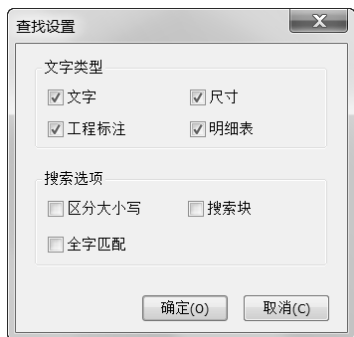 查找设置
文字类型
文字 尺寸
工程标注 明细表
搜索选项
区分大小写 搜索块
全字匹配
确定(O) 取消(C)